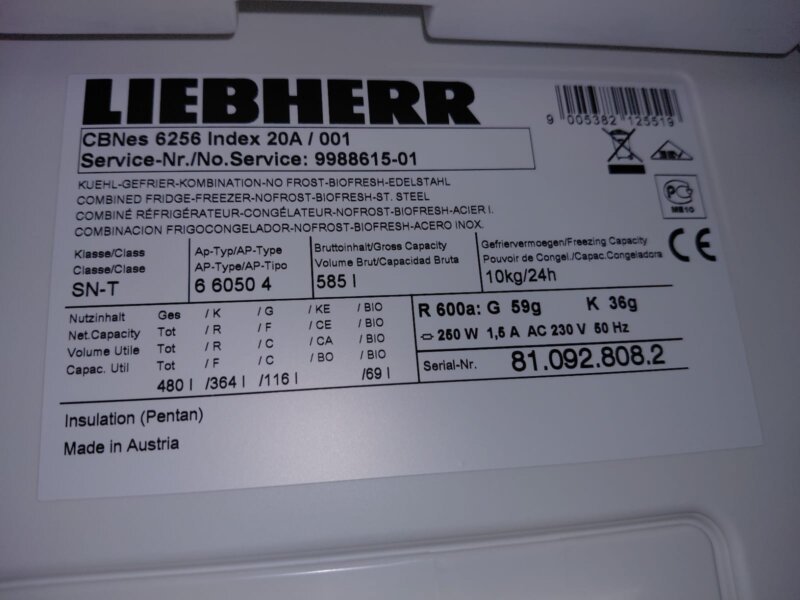 LIEBHERR
9 005382 125519
CBNes 6256 Index 20A / 001
Service-Nr./No.Service: 9988615-01
KUEHL-GEFRIER-KOMBINATION-NO FROST-BIOFRESH-EDELSTAHL
COMBINED FRIDGE-FREEZER-NOFROST-BIOFRESH-ST. STEEL
COMBINÉ RÉFRIGÉRATEUR-CONGÉLATEUR-NOFROST-BIOFRESH-ACIER I.
COMBINACION FRIGOCONGELADOR-NOFROST-BIOFRESH-ACERO INOX.
CE
Klasse/Class
Classe/Clase
SN-T
Ap-Typ/AP-Type
AP-Type/AP-Tipo
6 6050 4
Bruttoinhalt/Gross Capacity
Volume Brut/Capacidad Bruta
585 l
Gefriervermoegen/Freezing Capacity
Pouvoir de Congel./Capac.Congeladora
10kg/24h
Nutzinhalt Ges / K / G / KE / BIO
Net.Capacity Tot / R / F / CE / BIO
Volume Utile Tot / R / C / CA / BIO
Capac. Util Tot / F / C / BO / BIO
480 l /364 l /116 l /69 l
R 600a: G 59g K 36g
250 W 1,5 A AC 230 V 50 Hz
Serial-Nr. 81.092.808.2
Insulation (Pentan)
Made in Austria